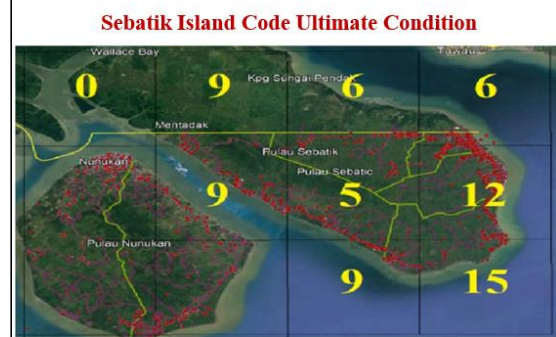 Sebatik Island Code Ultimate Condition
Wallace Bay
Tawau
0 9 6 6
Kpg Sungai Pendek
Mentadak
Nunukan
Pulau Sebatik
Pulau Sebatic
9 5 12
Pulau Nunukan
9 15